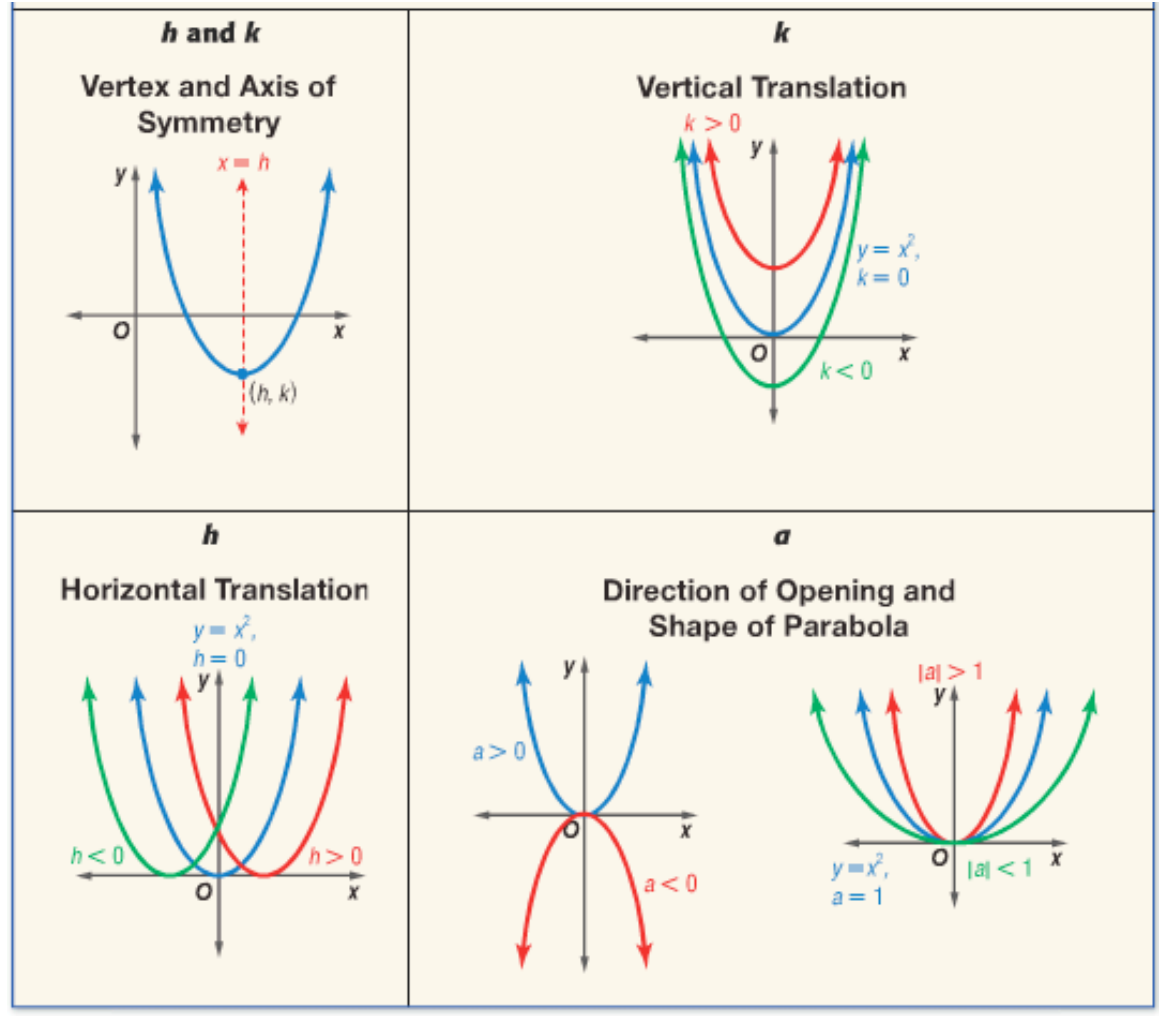 h and k
Vertex and Axis of
Symmetry
x = h
y
O
x
(h, k)
k
Vertical Translation
k > 0
y
y = x²,
k = 0
O
x
k < 0
h
Horizontal Translation
y = x²,
h = 0
y
h < 0
h > 0
O
x
a
Direction of Opening and
Shape of Parabola
y
a > 0
O
x
a < 0
|a| > 1
y
O
x
y = x²,
a = 1
|a| < 1